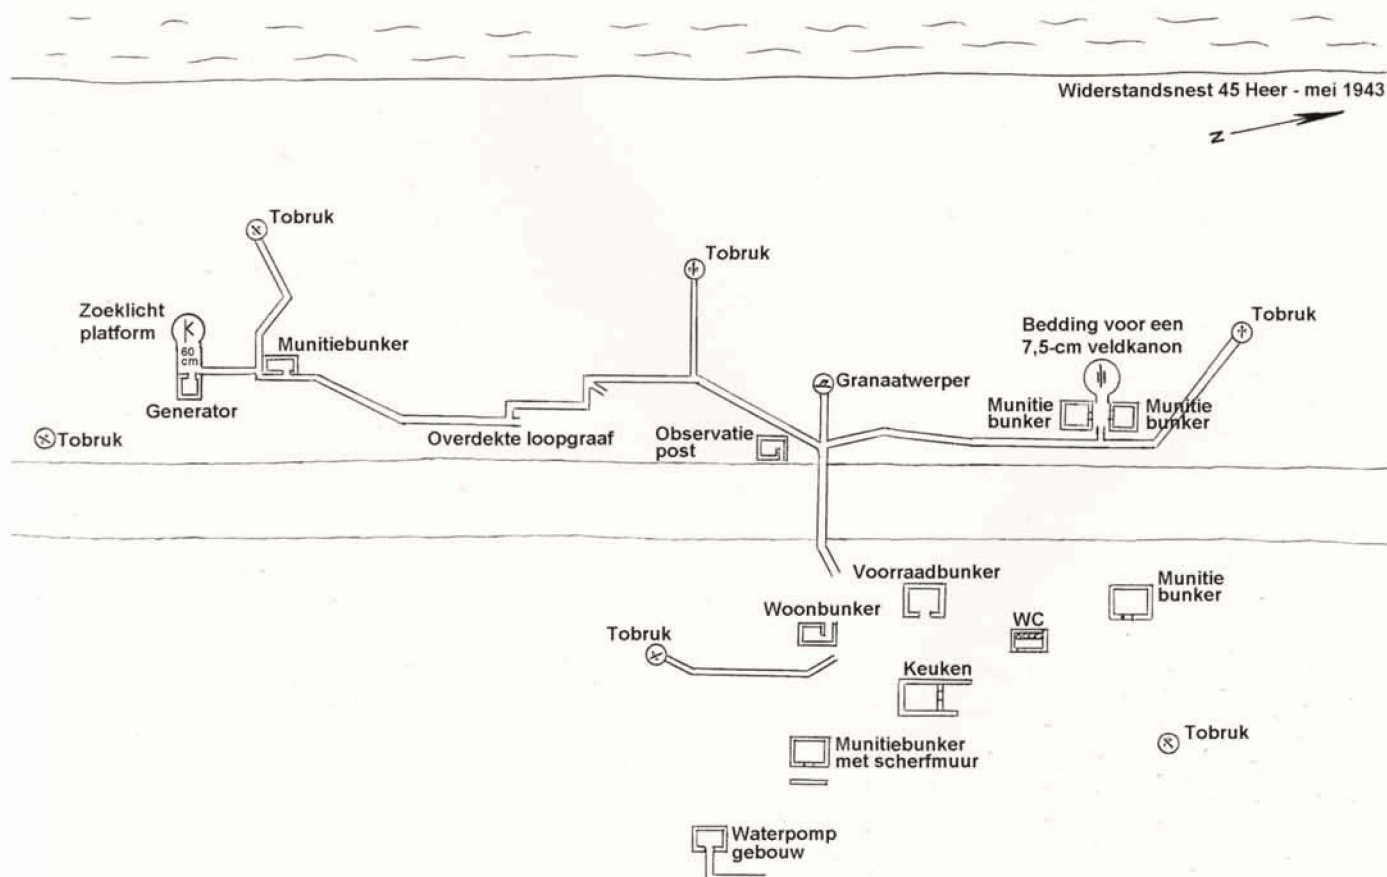 Widerstandsnest 45 Heer - mei 1943
N
Tobruk
Tobruk
Zoeklicht
platform
60
cm
Generator
Munitiebunker
Tobruk
Overdekte loopgraaf
Observatie
post
Granaatwerper
Bedding voor een
7,5-cm veldkanon
Tobruk
Munitie
bunker
Munitie
bunker
Voorraadbunker
Munitie
bunker
Woonbunker
WC
Tobruk
Keuken
Munitiebunker
met scherfmuur
Tobruk
Waterpomp
gebouw